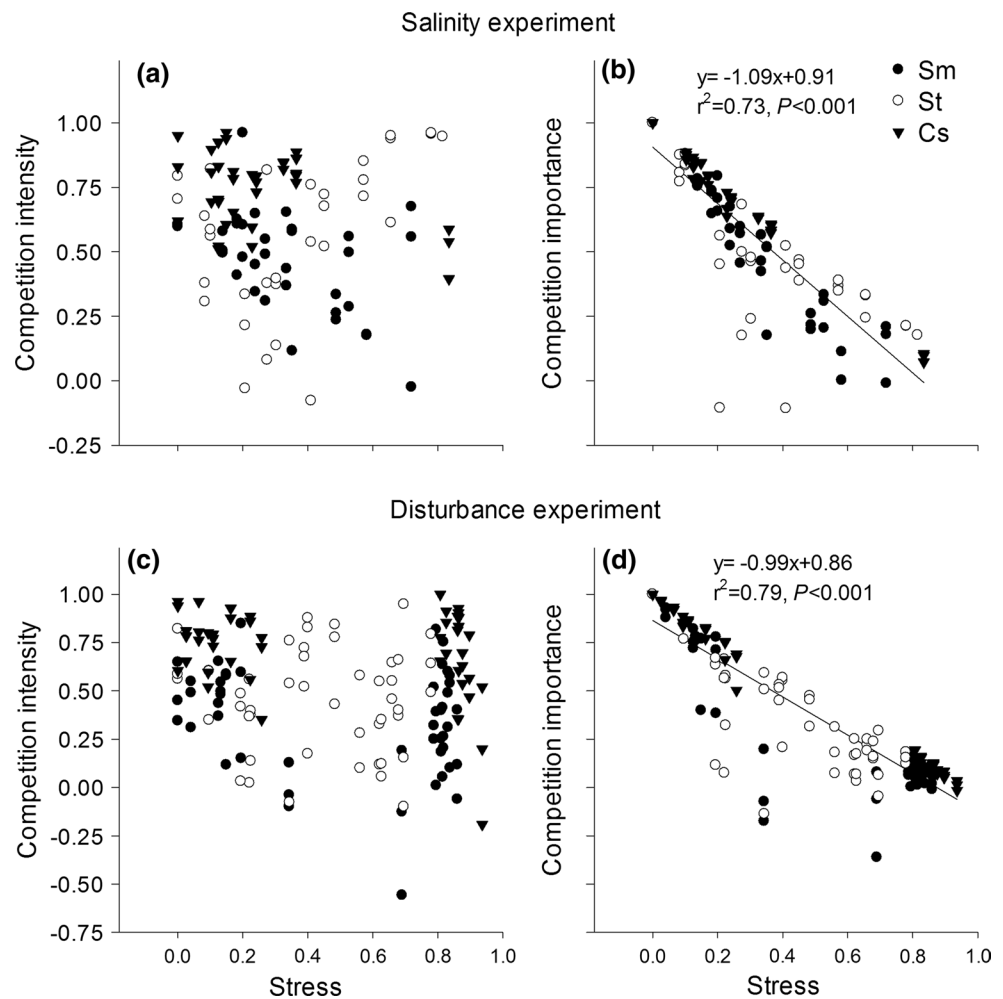 Salinity experiment
(a)
Competition intensity
1.00
0.75
0.50
0.25
0.00
-0.25
(b)
y= -1.09x+0.91
r²=0.73, P<0.001
Sm
St
Cs
Competition importance
Disturbance experiment
(c)
Competition intensity
1.00
0.75
0.50
0.25
0.00
-0.25
-0.50
-0.75
0.0 0.2 0.4 0.6 0.8 1.0
Stress
(d)
y= -0.99x+0.86
r²=0.79, P<0.001
Competition importance
0.0 0.2 0.4 0.6 0.8 1.0
Stress